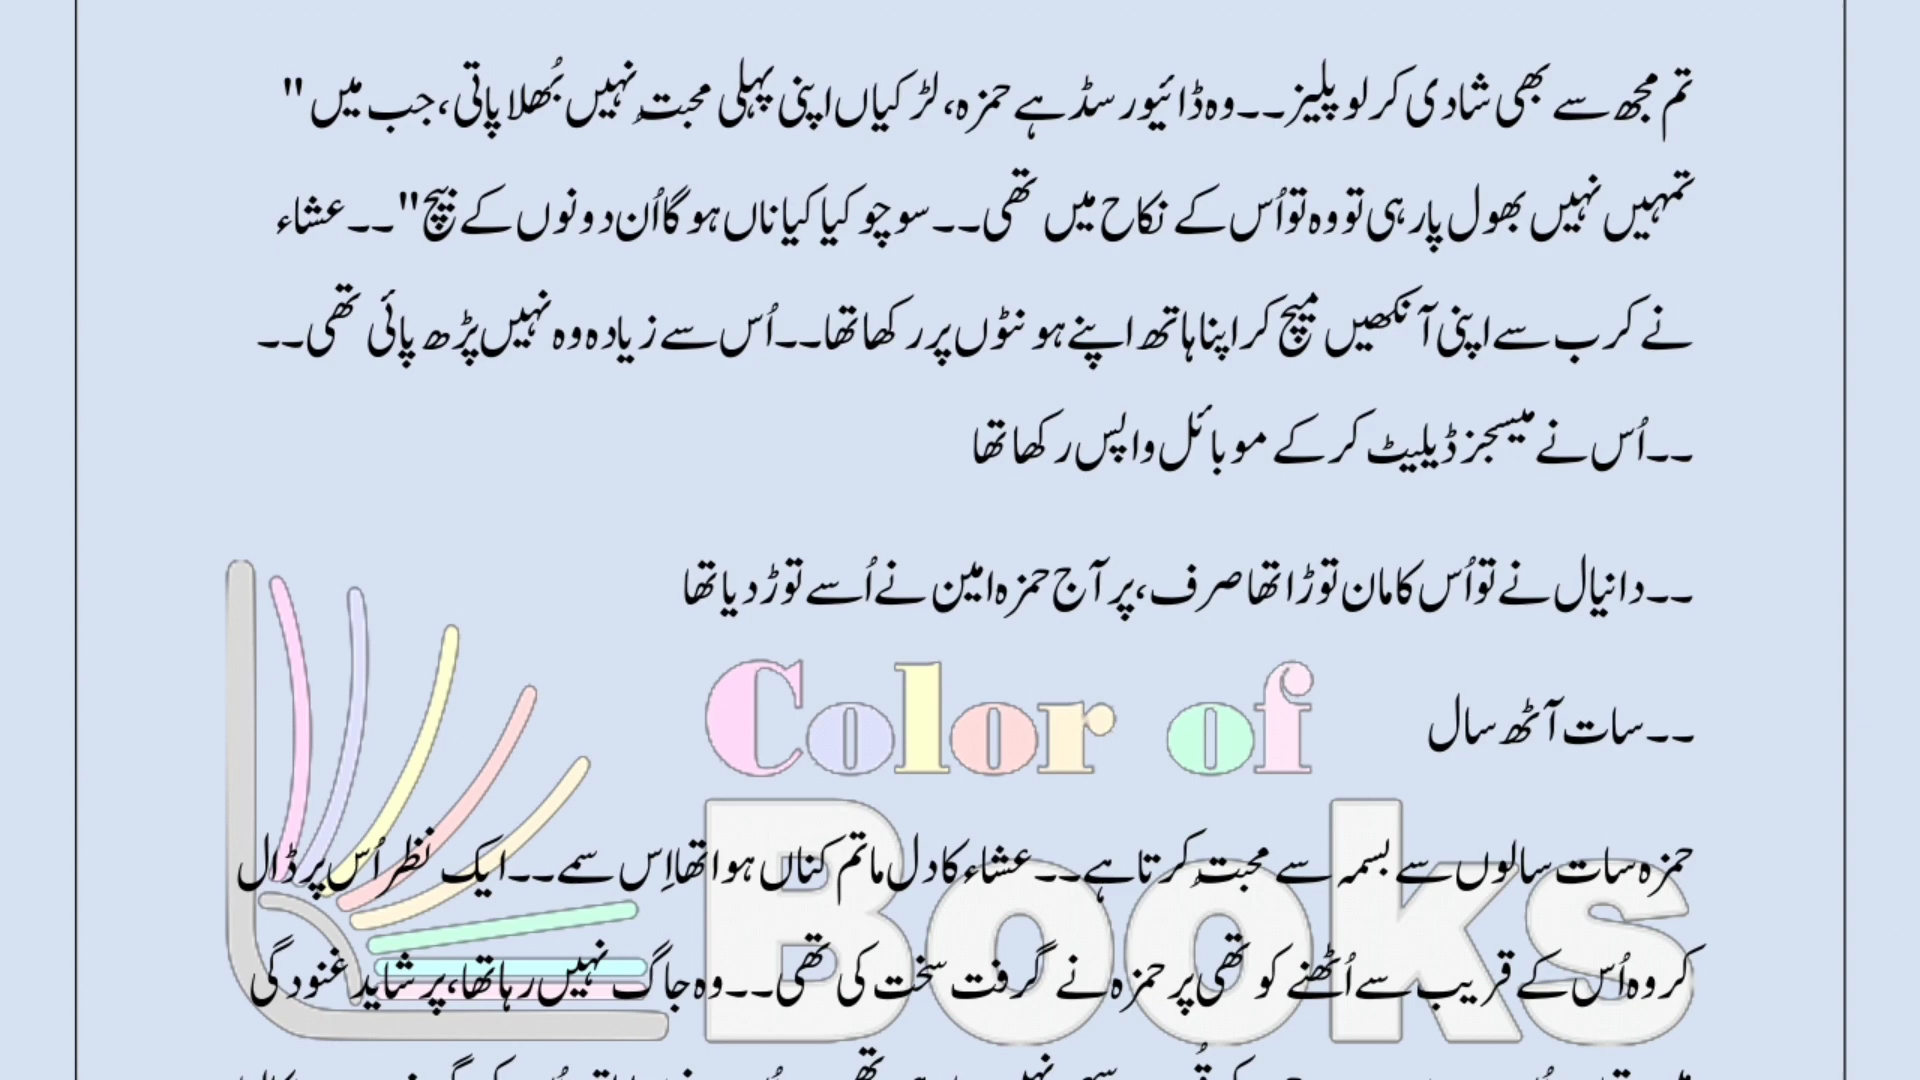 تم مجھ سے بھی شادی کر لو پلیز۔۔وہ ڈائیورسڈ ہے حمزہ، لڑکیاں اپنی پہلی محبت نہیں بُھلا پاتی، جب میں "
تمہیں نہیں بھول پا رہی تو وہ تو اُس کے نکاح میں تھی۔۔سوچو کیا کیا ناں ہو گا اُن دونوں کے بیچ"۔۔عشاء
نے کرب سے اپنی آنکھیں میچ کر اپنا ہاتھ اپنے ہونٹوں پر رکھا تھا۔۔اُس سے زیادہ وہ نہیں پڑھ پائی تھی۔۔
۔۔اُس نے میسجز ڈیلیٹ کر کے موبائل واپس رکھا تھا
۔۔دانیال نے تو اُس کا مان توڑا تھا صرف، پر آج حمزہ امین نے اُسے توڑ دیا تھا
Color of
۔۔سات آٹھ سال
Books
حمزہ سات سالوں سے بسمہ سے محبت کرتا ہے۔۔عشاء کا دل ماتم کناں ہوا تھا اِس سمے۔۔ایک نظر اُس پر ڈال
کر وہ اُس کے قریب سے اُٹھنے کو تھی پر حمزہ نے گرفت سخت کی تھی۔۔وہ جاگ نہیں رہا تھا، پر شاید غنودگی